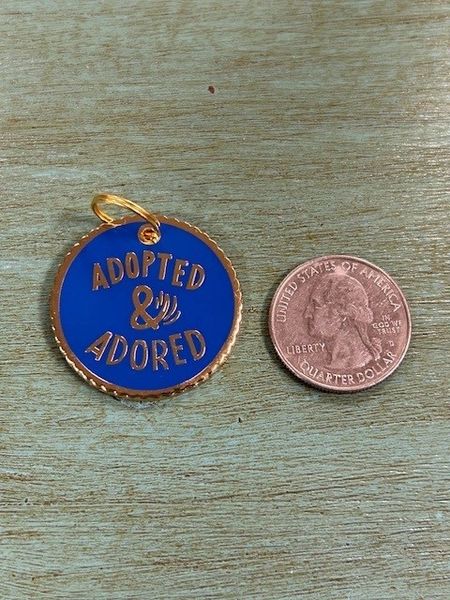 ADOPTED
&
ADORED
UNITED STATES OF AMERICA
LIBERTY
IN
GOD WE
TRUST
D
QUARTER DOLLAR